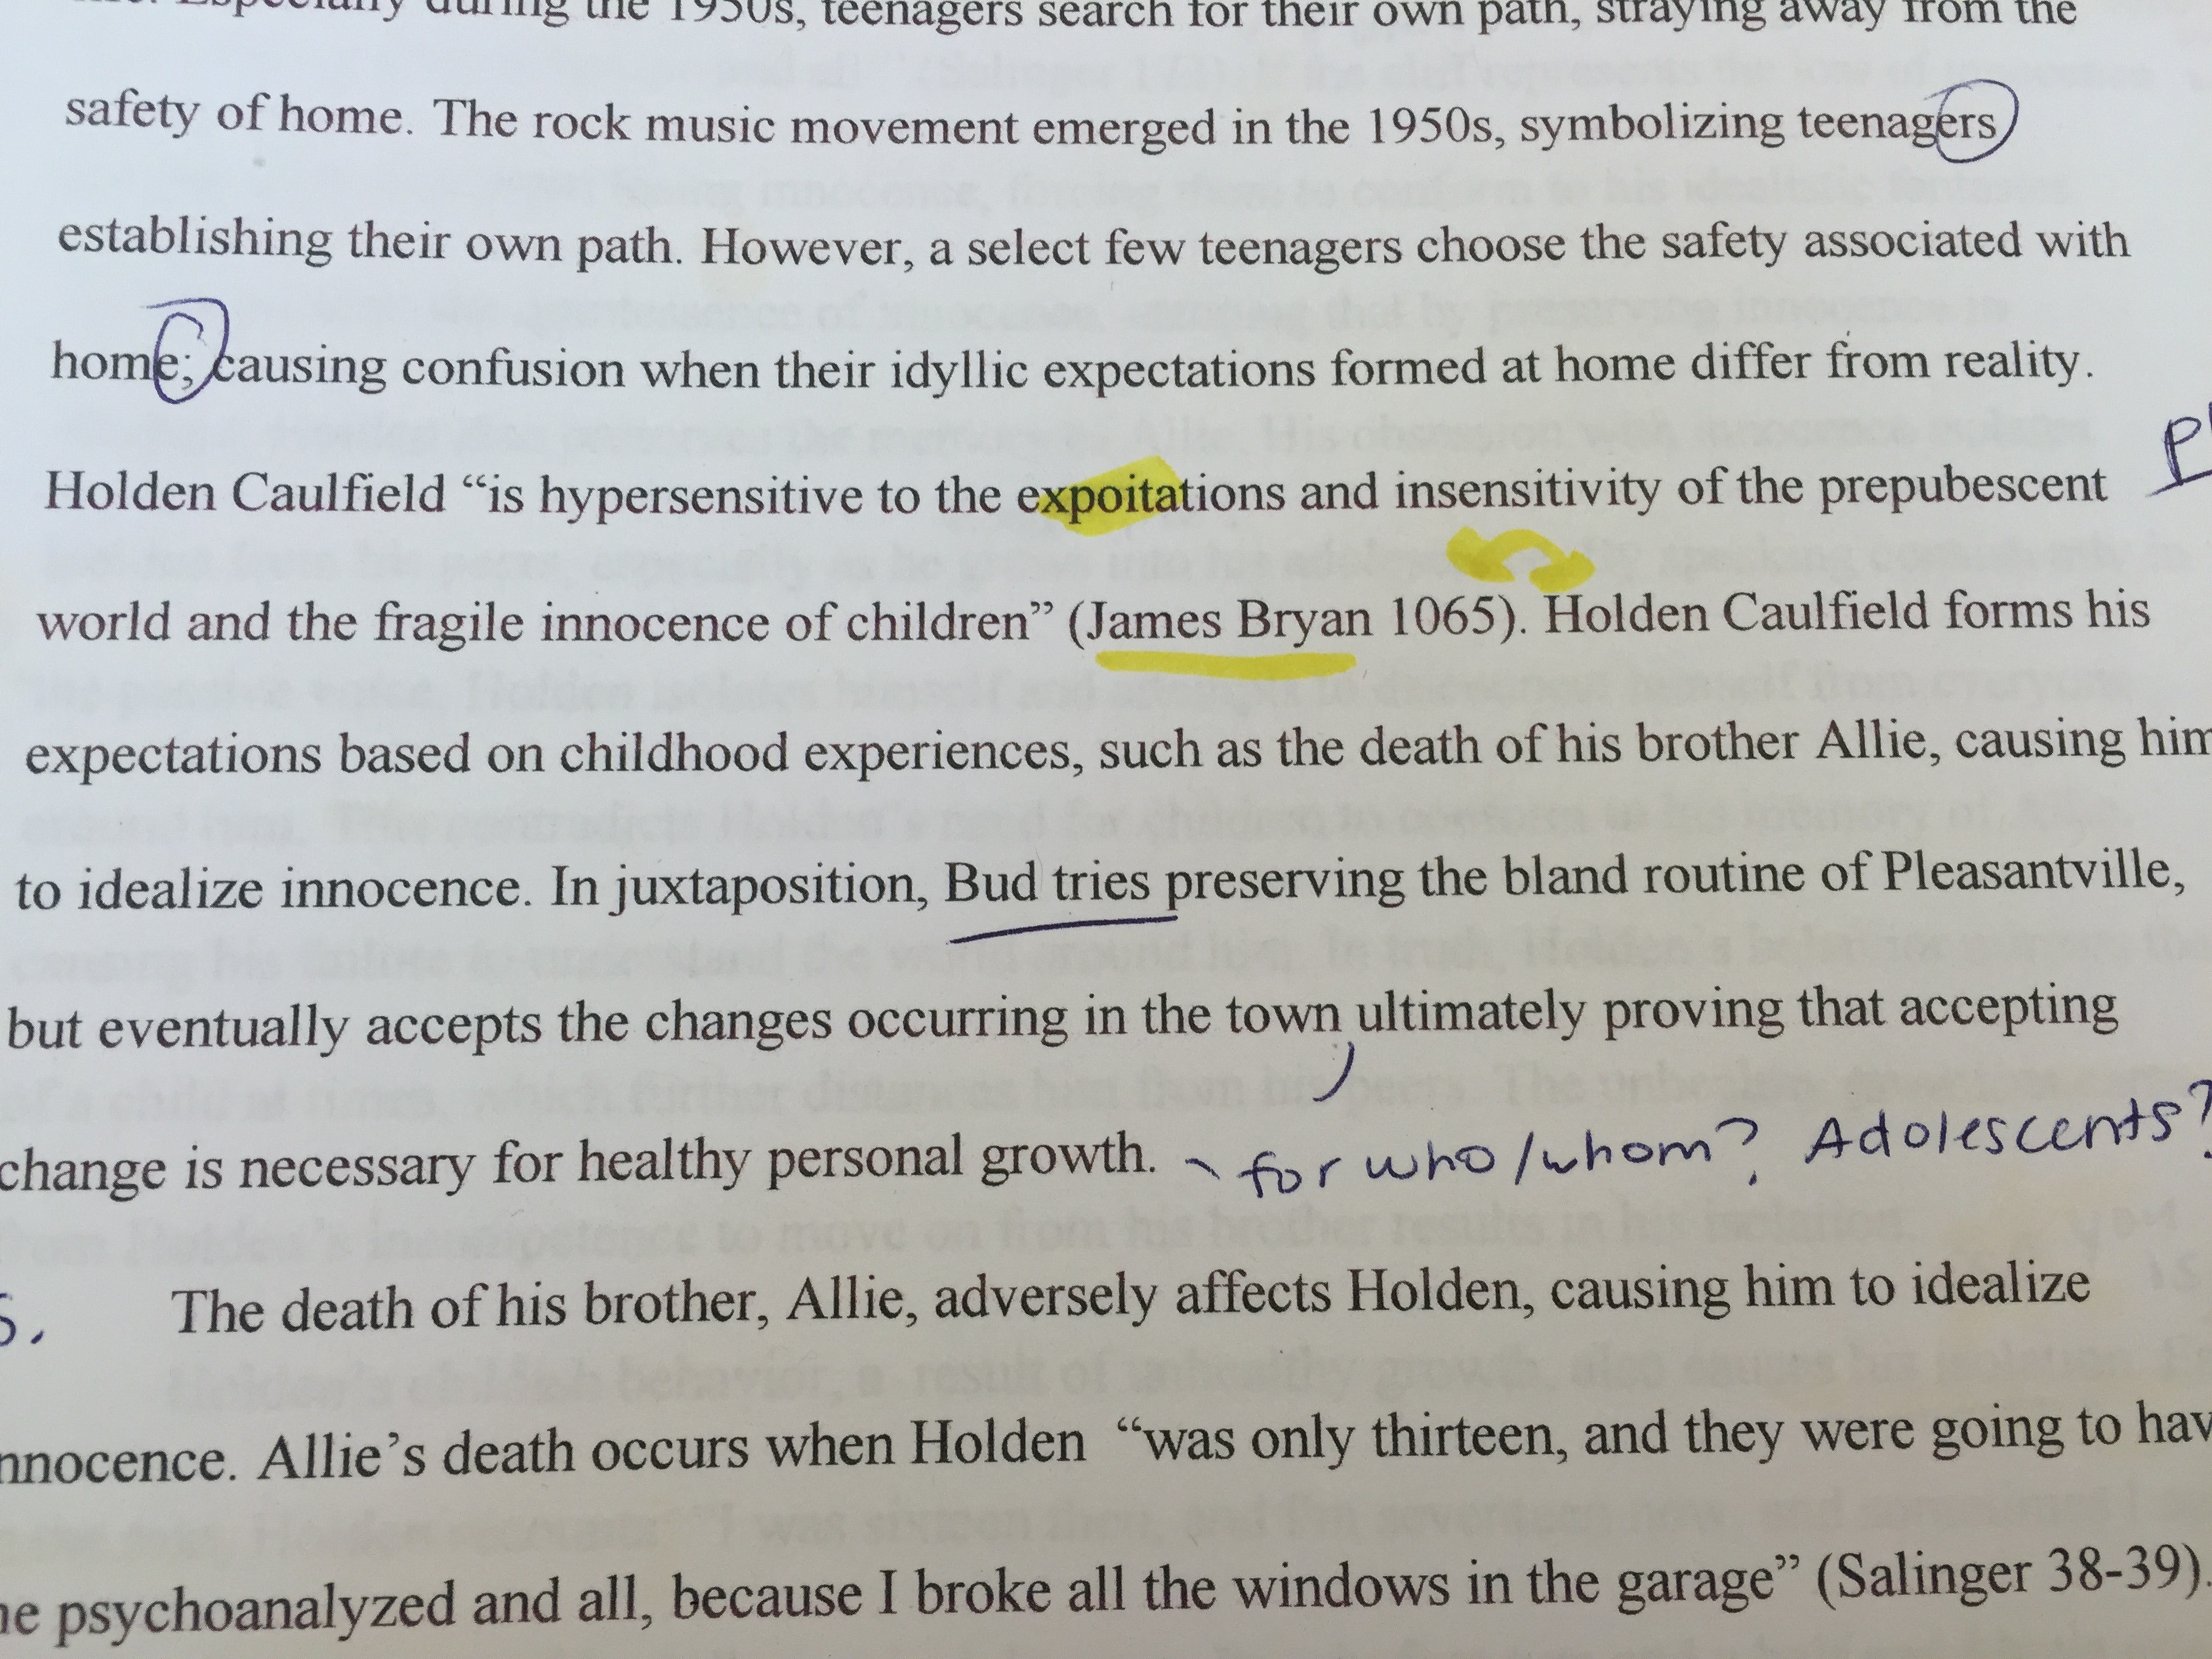 Especially during the 1950s, teenagers search for their own path, straying away from the
safety of home. The rock music movement emerged in the 1950s, symbolizing teenagers
establishing their own path. However, a select few teenagers choose the safety associated with
home; causing confusion when their idyllic expectations formed at home differ from reality.
Holden Caulfield “is hypersensitive to the expoitations and insensitivity of the prepubescent
world and the fragile innocence of children” (James Bryan 1065). Holden Caulfield forms his
expectations based on childhood experiences, such as the death of his brother Allie, causing him
to idealize innocence. In juxtaposition, Bud tries preserving the bland routine of Pleasantville,
but eventually accepts the changes occurring in the town, ultimately proving that accepting
change is necessary for healthy personal growth. - for who/whom? Adolescents?
The death of his brother, Allie, adversely affects Holden, causing him to idealize
nnocence. Allie’s death occurs when Holden “was only thirteen, and they were going to hav
e psychoanalyzed and all, because I broke all the windows in the garage” (Salinger 38-39).